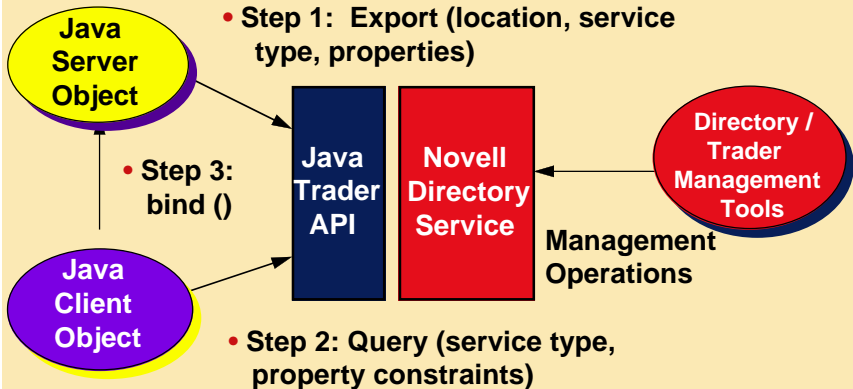 Java
Server
Object
• Step 1:  Export (location, service
type, properties)
• Step 3:
bind ()
Java
Trader
API
Novell
Directory
Service
Directory /
Trader
Management
Tools
Management
Operations
Java
Client
Object
• Step 2: Query (service type,
property constraints)